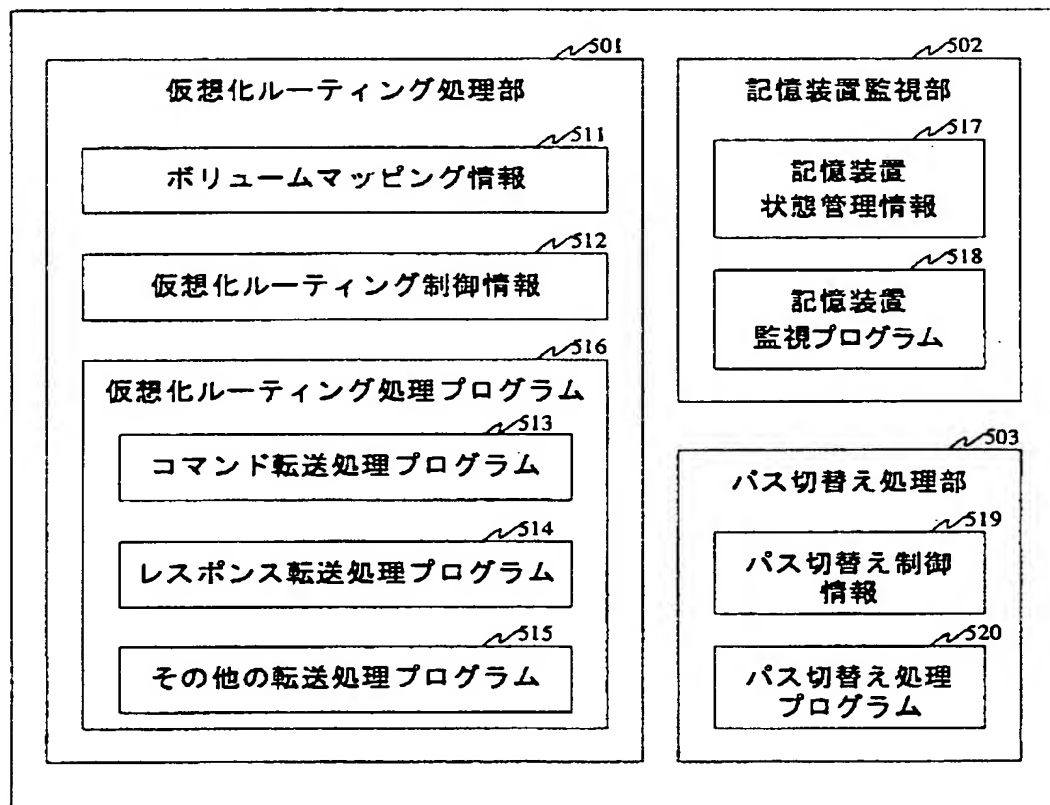 501
仮想化ルーティング処理部
511
ボリュームマッピング情報
512
仮想化ルーティング制御情報
516
仮想化ルーティング処理プログラム
513
コマンド転送処理プログラム
514
レスポンス転送処理プログラム
515
その他の転送処理プログラム
502
記憶装置監視部
517
記憶装置
状態管理情報
518
記憶装置
監視プログラム
503
パス切替え処理部
519
パス切替え制御
情報
520
パス切替え処理
プログラム